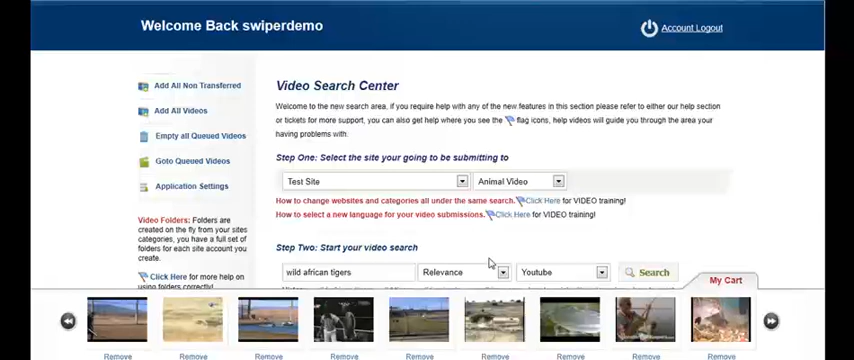 Welcome Back swiperdemo
Account Logout
Add All Non Transferred
Add All Videos
Empty all Queued Videos
Goto Queued Videos
Application Settings
Video Folders: Folders are
created on the fly from your sites
categories, you have a full set of
folders for each site account you
create.
Click Here for more help on
using folders correctly!
Video Search Center
Welcome to the new search area, if you require help with any of the new features in this section please refer to either our help section
or tickets for more support, you can also get help where you see the flag icons, help videos will guide you through the area your
having problems with.
Step One: Select the site your going to be submitting to
Test Site
Animal Video
How to change websites and categories all under the same search. Click Here for VIDEO training!
How to select a new language for your video submissions. Click Here for VIDEO training!
Step Two: Start your video search
wild african tigers
Relevance
Youtube
Search
My Cart
Remove
Remove
Remove
Remove
Remove
Remove
Remove
Remove
Remove